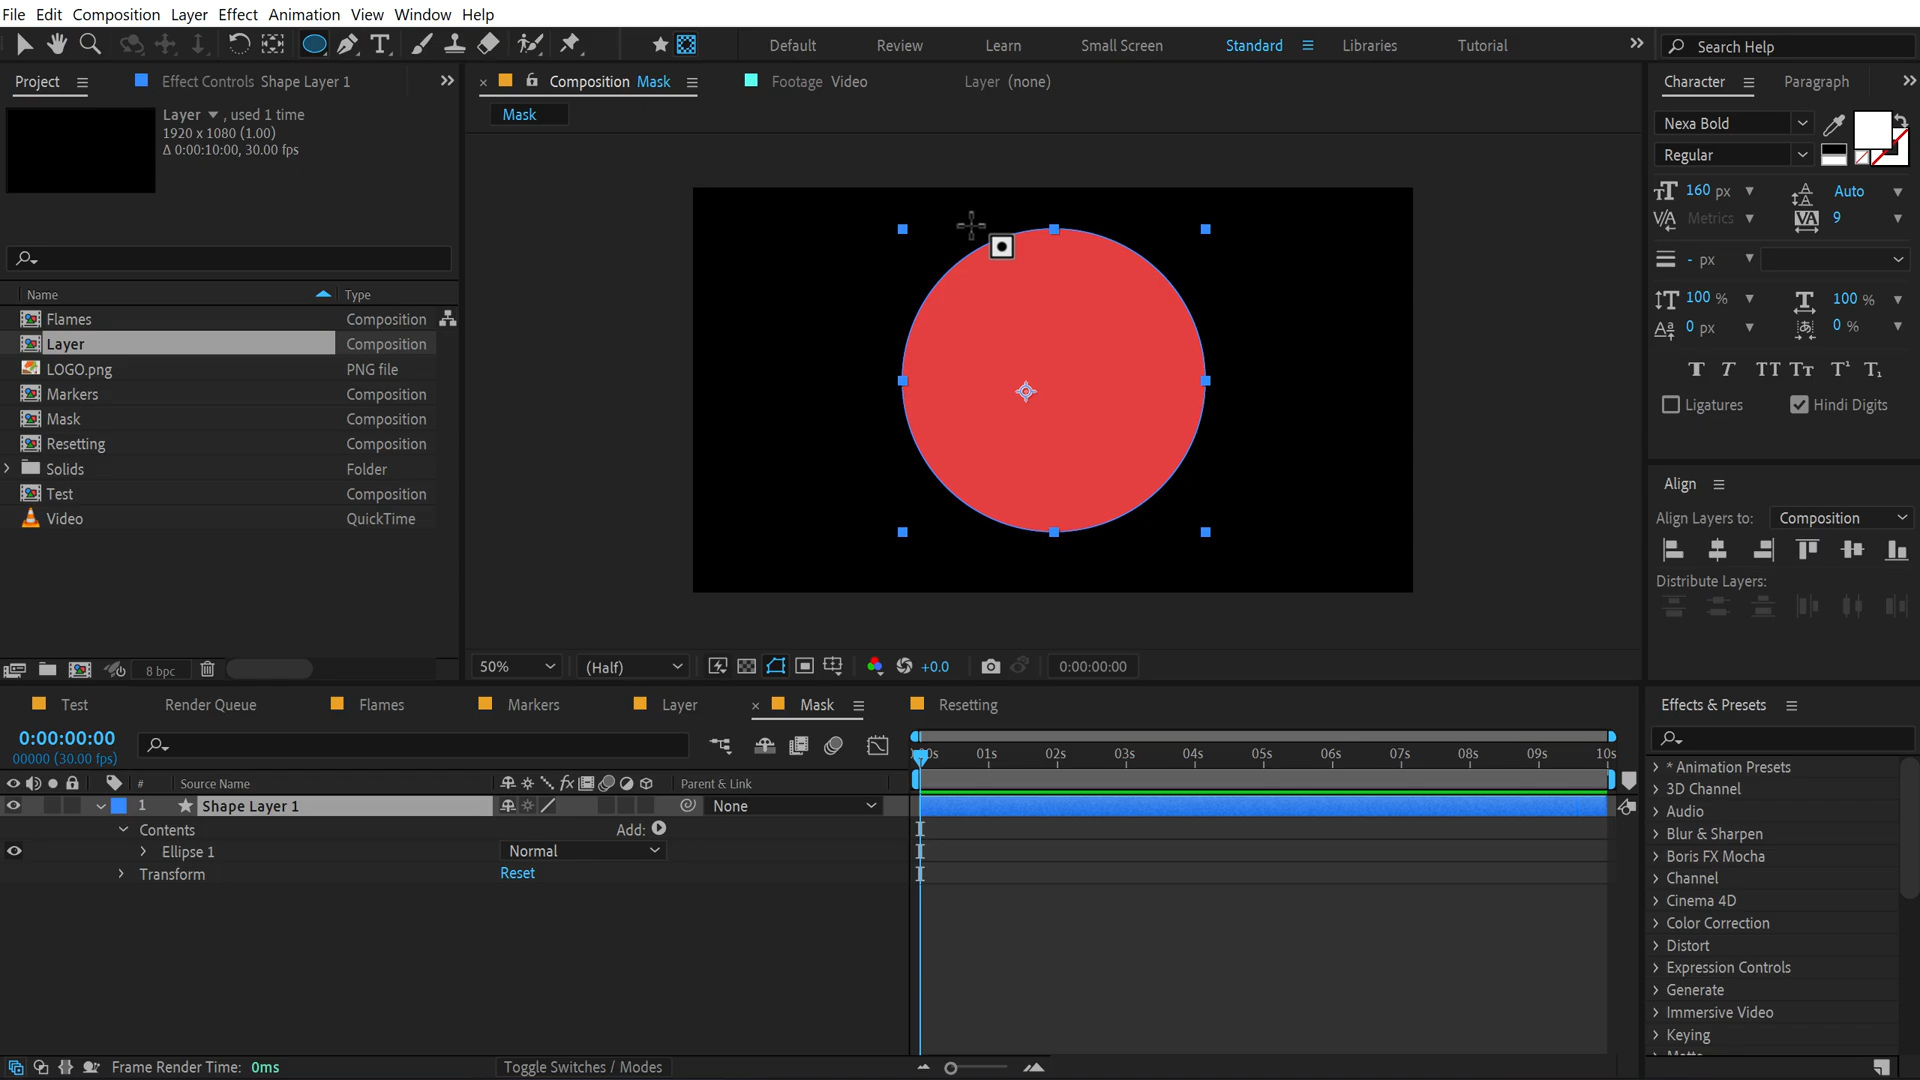 File Edit Composition Layer Effect Animation View Window Help
Default Review Learn Small Screen Standard Libraries Tutorial Search Help
Project Effect Controls Shape Layer 1
Layer , used 1 time
1920 x 1080 (1.00)
Δ 0:00:10:00, 30.00 fps
Name Type
Flames Composition
Layer Composition
LOGO.png PNG file
Markers Composition
Mask Composition
Resetting Composition
Solids Folder
Test Composition
Video QuickTime
8 bpc
Composition Mask Footage Video Layer (none)
Mask
50% (Half) +0.0 0:00:00:00
Character Paragraph
Nexa Bold
Regular
160 px Auto
Metrics 9
- px
100 % 100 %
0 px 0 %
Ligatures Hindi Digits
Align
Align Layers to: Composition
Distribute Layers:
Test Render Queue Flames Markers Layer Mask Resetting
0:00:00:00
00000 (30.00 fps)
01s 02s 03s 04s 05s 06s 07s 08s 09s 10s
# Source Name Parent & Link
1 Shape Layer 1 None
Contents Add:
Ellipse 1 Normal
Transform Reset
Frame Render Time: 0ms Toggle Switches / Modes
Effects & Presets
* Animation Presets
3D Channel
Audio
Blur & Sharpen
Boris FX Mocha
Channel
Cinema 4D
Color Correction
Distort
Expression Controls
Generate
Immersive Video
Keying